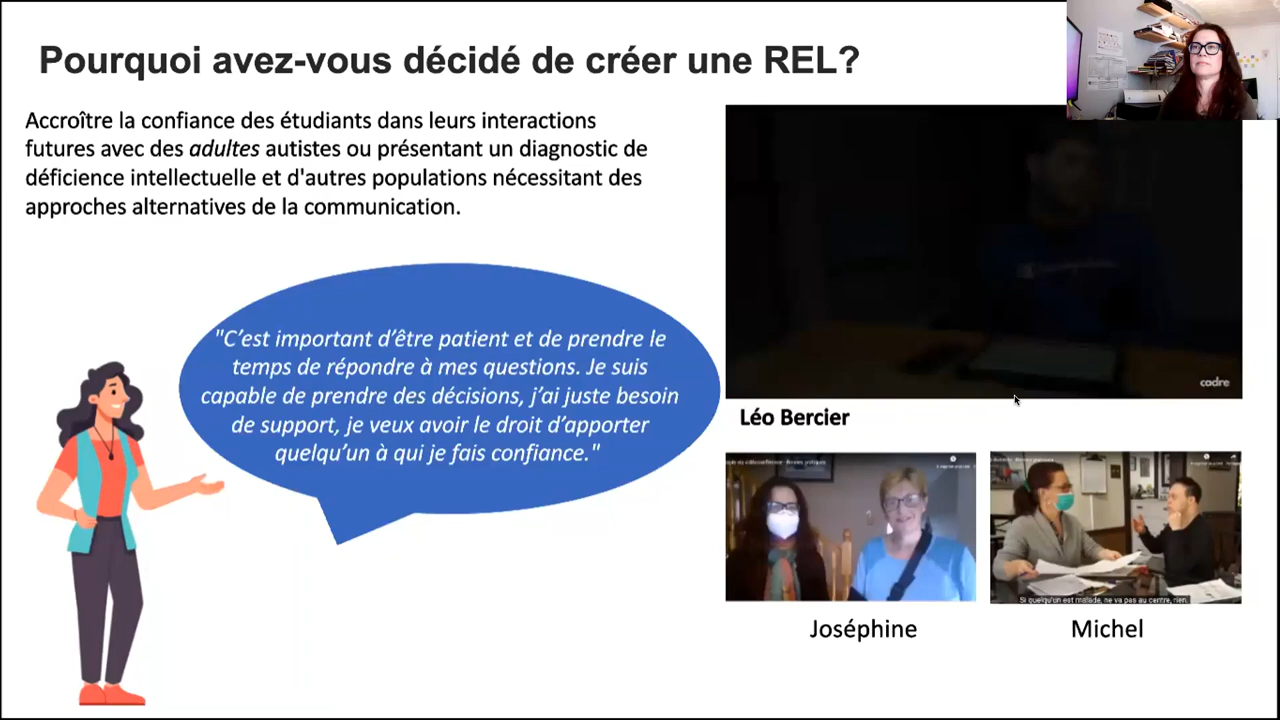 Pourquoi avez-vous décidé de créer une REL?
Accroître la confiance des étudiants dans leurs interactions
futures avec des adultes autistes ou présentant un diagnostic de
déficience intellectuelle et d'autres populations nécessitant des
approches alternatives de la communication.
"C’est important d’être patient et de prendre le
temps de répondre à mes questions. Je suis
capable de prendre des décisions, j’ai juste besoin
de support, je veux avoir le droit d’apporter
quelqu’un à qui je fais confiance."
cadre
Léo Bercier
Si quelqu'un est malade, ne va pas au centre, rien.
Joséphine
Michel